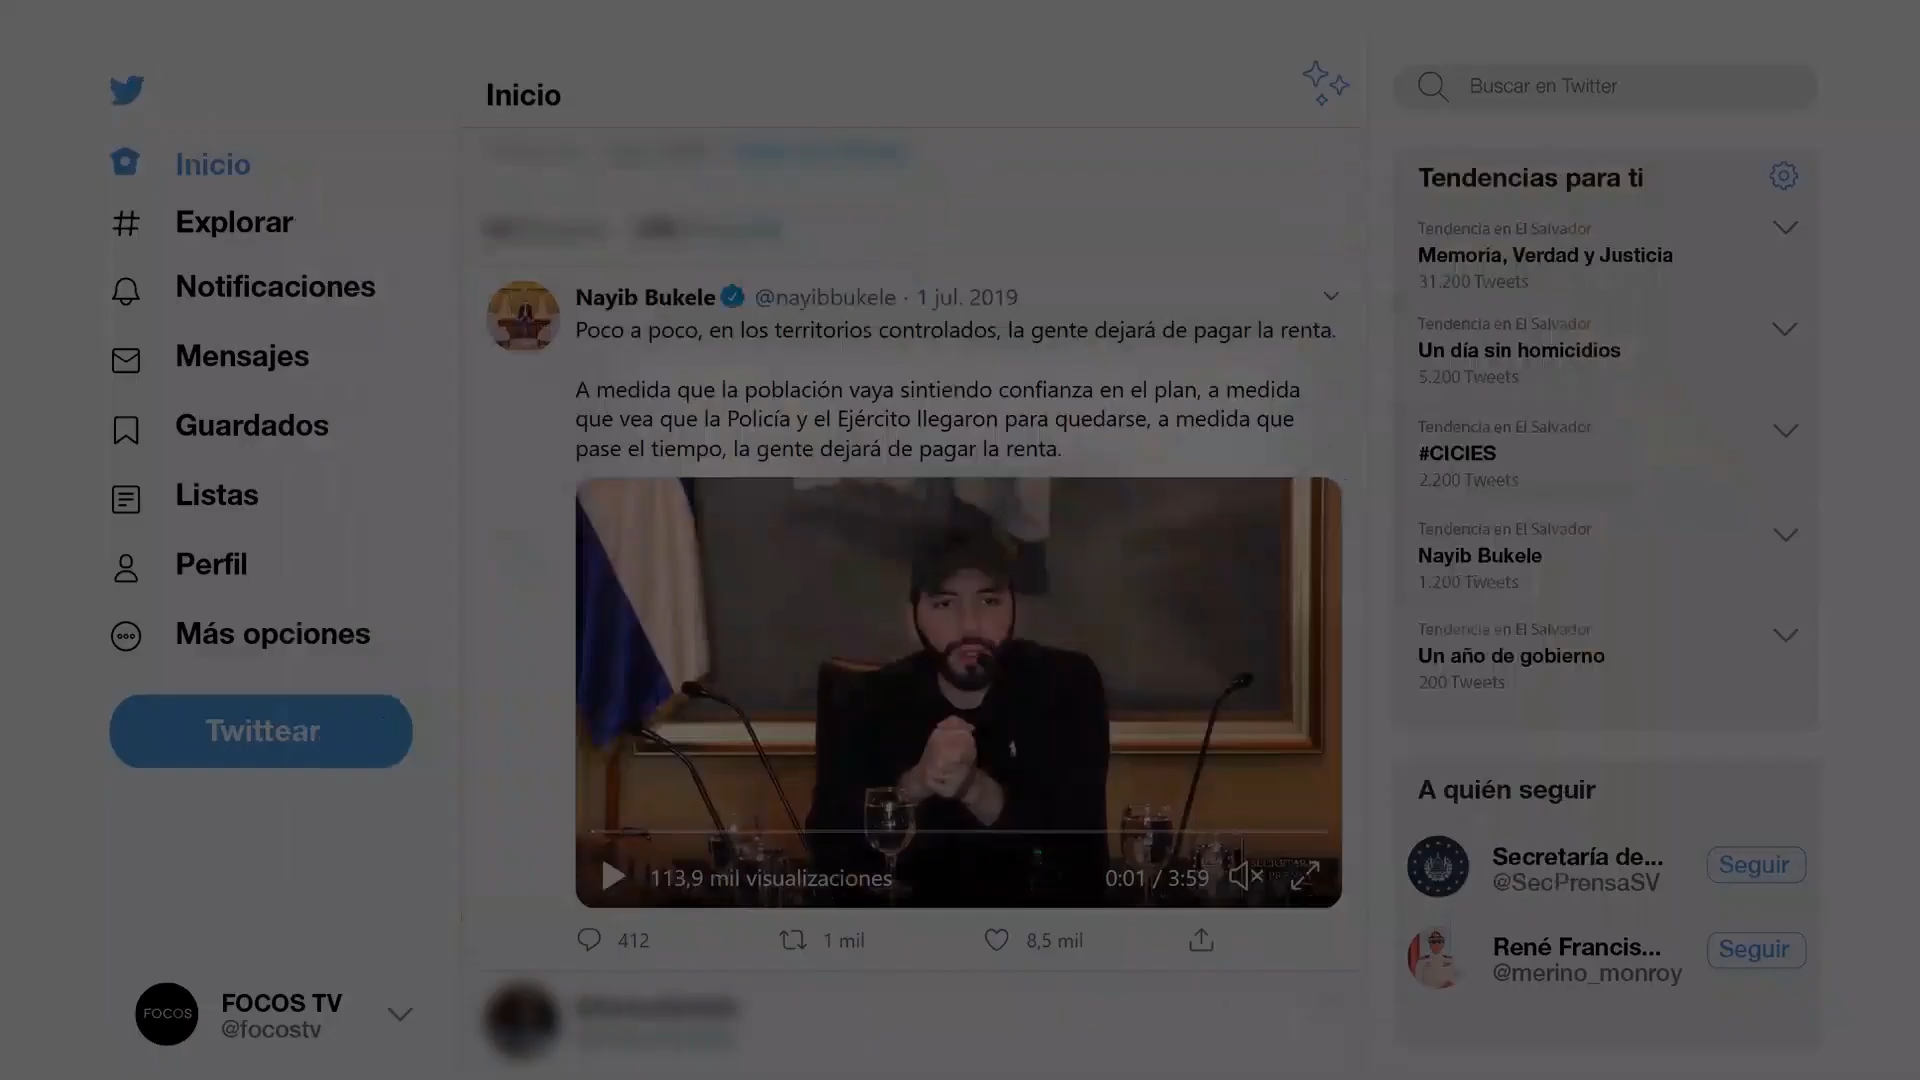 Inicio
Explorar
Notificaciones
Mensajes
Guardados
Listas
Perfil
Más opciones
Twittear
FOCOS
FOCOS TV
@focostv
Inicio
Nayib Bukele @nayibbukele · 1 jul. 2019
Poco a poco, en los territorios controlados, la gente dejará de pagar la renta.
A medida que la población vaya sintiendo confianza en el plan, a medida
que vea que la Policía y el Ejército llegaron para quedarse, a medida que
pase el tiempo, la gente dejará de pagar la renta.
113,9 mil visualizaciones
0:01 / 3:59
412
1 mil
8,5 mil
Buscar en Twitter
Tendencias para ti
Tendencia en El Salvador
Memoria, Verdad y Justicia
31.200 Tweets
Tendencia en El Salvador
Un día sin homicidios
5.200 Tweets
Tendencia en El Salvador
#CICIES
2.200 Tweets
Tendencia en El Salvador
Nayib Bukele
1.200 Tweets
Tendencia en El Salvador
Un año de gobierno
200 Tweets
A quién seguir
Secretaría de...
@SecPrensaSV
Seguir
René Francis...
@merino_monroy
Seguir